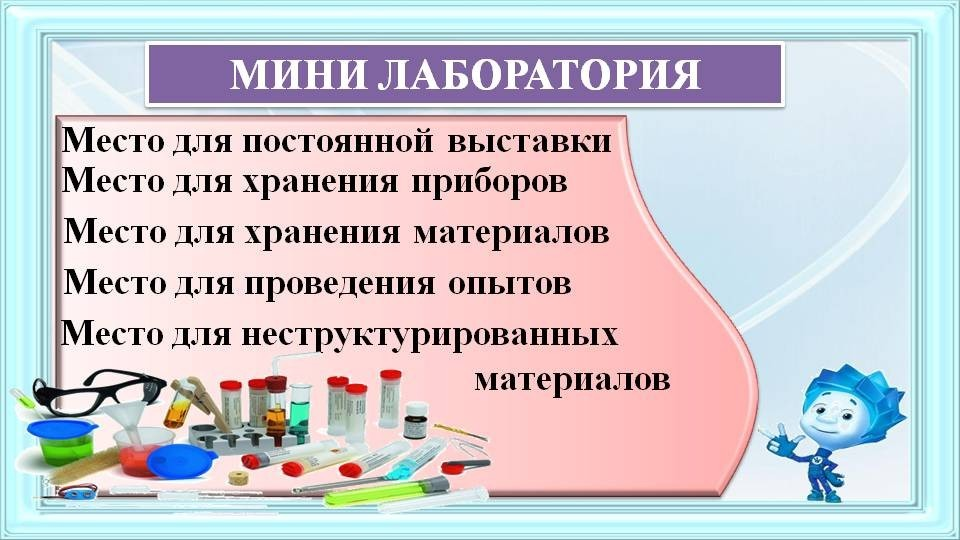 МИНИ ЛАБОРАТОРИЯ
Место для постоянной выставки
Место для хранения приборов
Место для хранения материалов
Место для проведения опытов
Место для неструктурированных
материалов